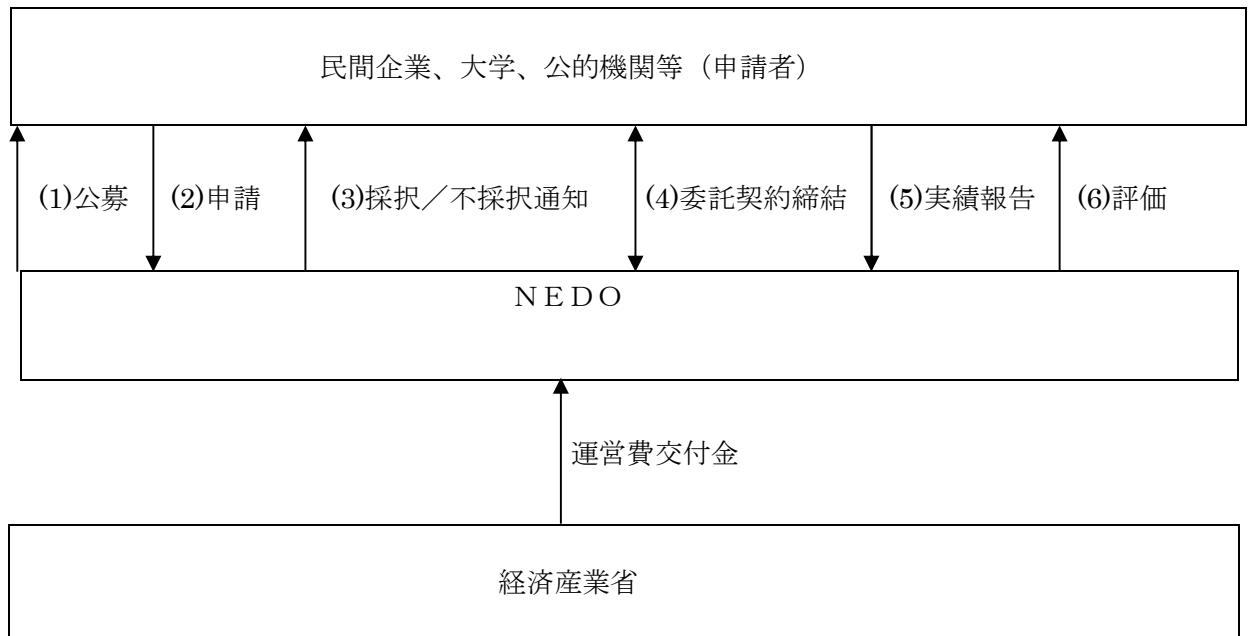 民間企業、大学、公的機関等（申請者）
(1)公募
(2)申請
(3)採択／不採択通知
(4)委託契約締結
(5)実績報告
(6)評価
ＮＥＤＯ
運営費交付金
経済産業省